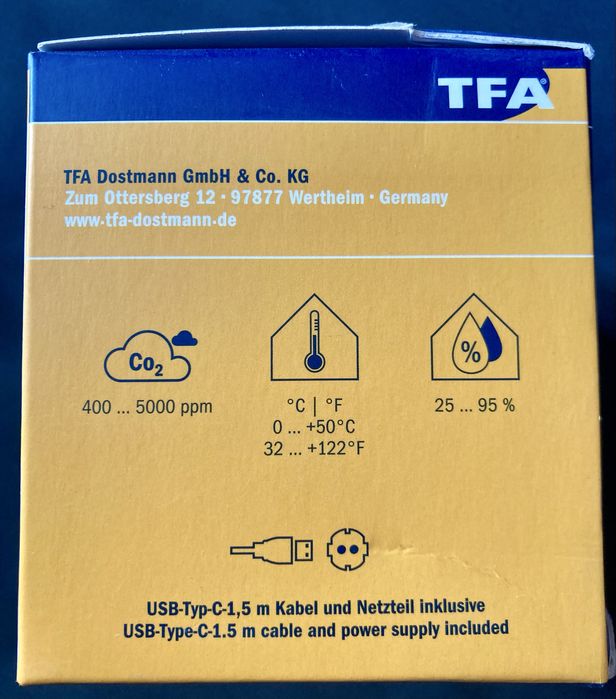 TFA®
TFA Dostmann GmbH & Co. KG
Zum Ottersberg 12 · 97877 Wertheim · Germany
www.tfa-dostmann.de
Co₂
400 ... 5000 ppm
°C | °F
0 ... +50°C
32 ... +122°F
%
25 ... 95 %
USB-Typ-C-1,5 m Kabel und Netzteil inklusive
USB-Type-C-1.5 m cable and power supply included